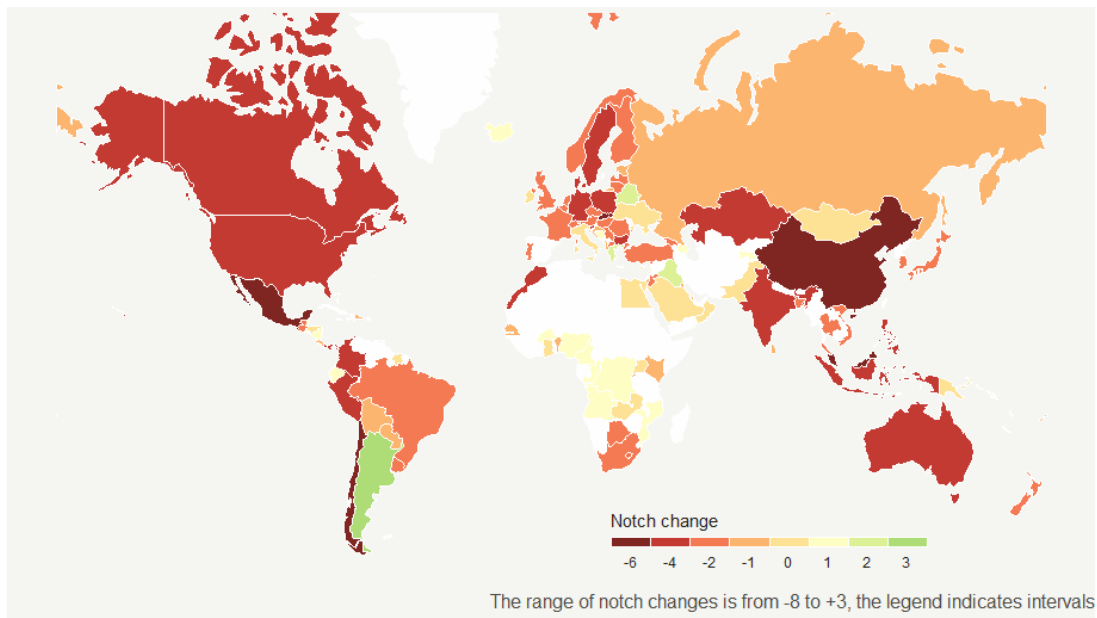 Notch change
-6 -4 -2 -1 0 1 2 3
The range of notch changes is from -8 to +3, the legend indicates intervals